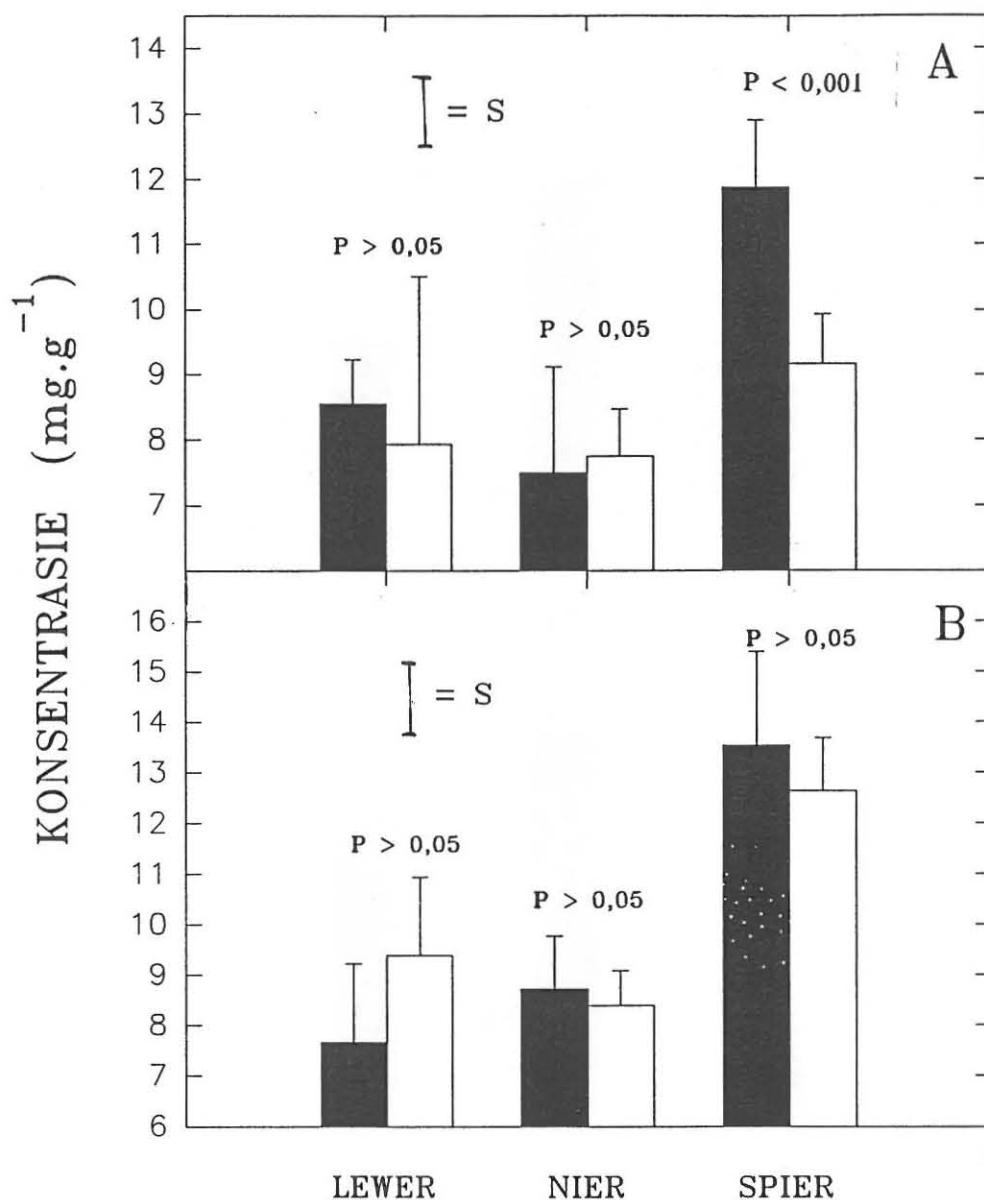 KONSENTRASIE (mg.g⁻¹)
A
14
13
12
11
10
9
8
7
= S
P > 0,05
P > 0,05
P < 0,001
B
16
15
14
13
12
11
10
9
8
7
6
= S
P > 0,05
P > 0,05
P > 0,05
LEWER NIER SPIER